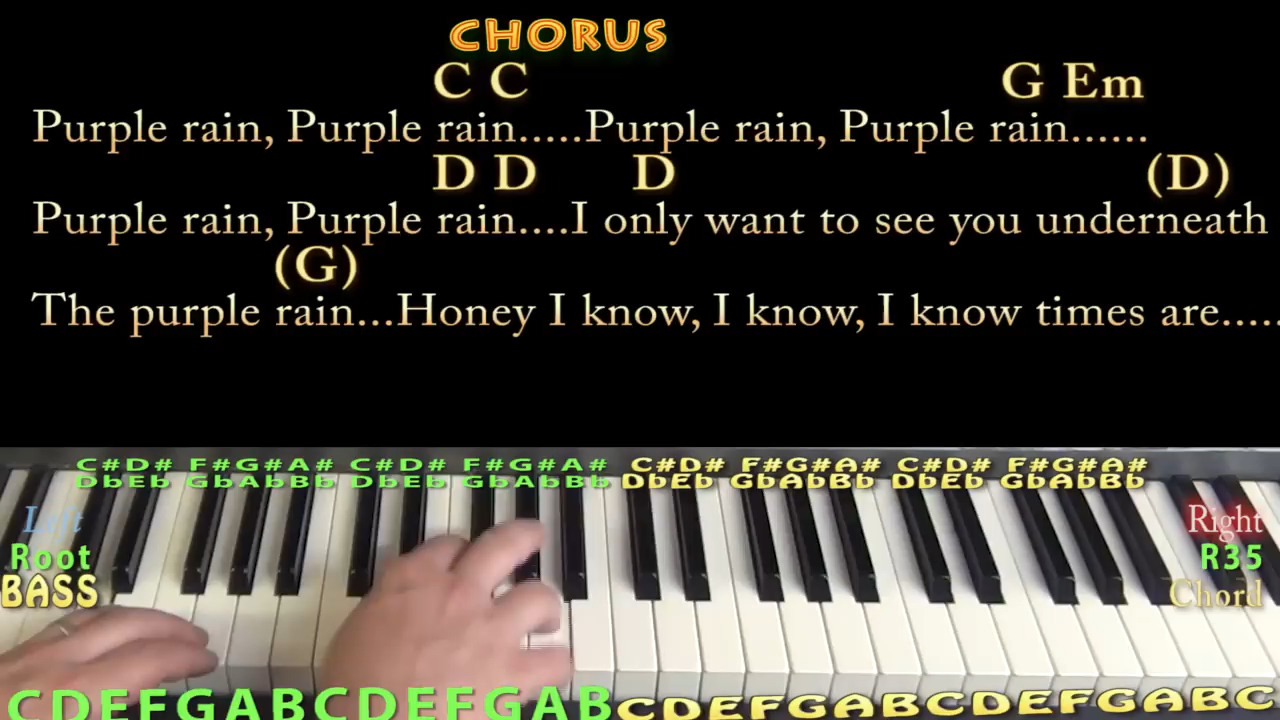 CHORUS
C C G Em
Purple rain, Purple rain.....Purple rain, Purple rain......
D D D (D)
Purple rain, Purple rain....I only want to see you underneath
(G)
The purple rain...Honey I know, I know, I know times are.....
C#D# F#G#A# C#D# F#G#A# C#D# F#G#A# C#D# F#G#A#
DbEb GbAbBb DbEb GbAbBb DbEb GbAbBb DbEb GbAbBb
Left
Root
BASS
Right
R35
Chord
CDEFGABCDEFGABCDEFGABCDEFGABC